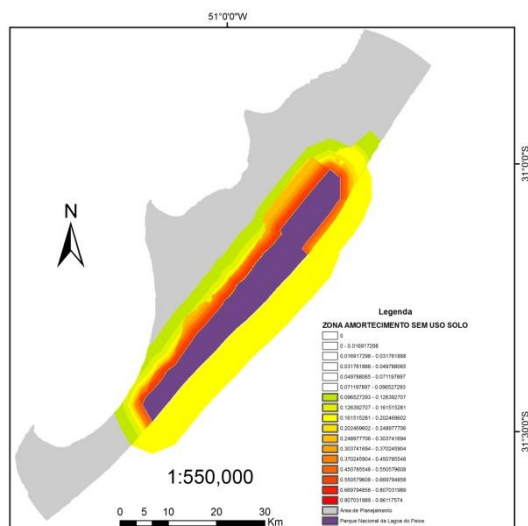 51°0'0"W
31°0'0"S
N
Legenda
ZONA AMORTECIMENTO SEM USO SOLO
0
0 - 0.016917298
0.016917298 - 0.031761888
0.031761888 - 0.049788065
0.049788065 - 0.071197897
0.071197897 - 0.096527293
0.096527293 - 0.126382707
0.126382707 - 0.161515281
0.161515281 - 0.202469602
0.202469602 - 0.248977706
0.248977706 - 0.303741694
0.303741694 - 0.370245904
0.370245904 - 0.450785546
0.450785546 - 0.550579608
0.550579608 - 0.669794858
0.669794858 - 0.807031989
0.807031989 - 0.96117574
Área de Planejamento
Parque Nacional da Lagoa do Peixe
31°30'0"S
1:550,000
0 5 10 20 30
Km